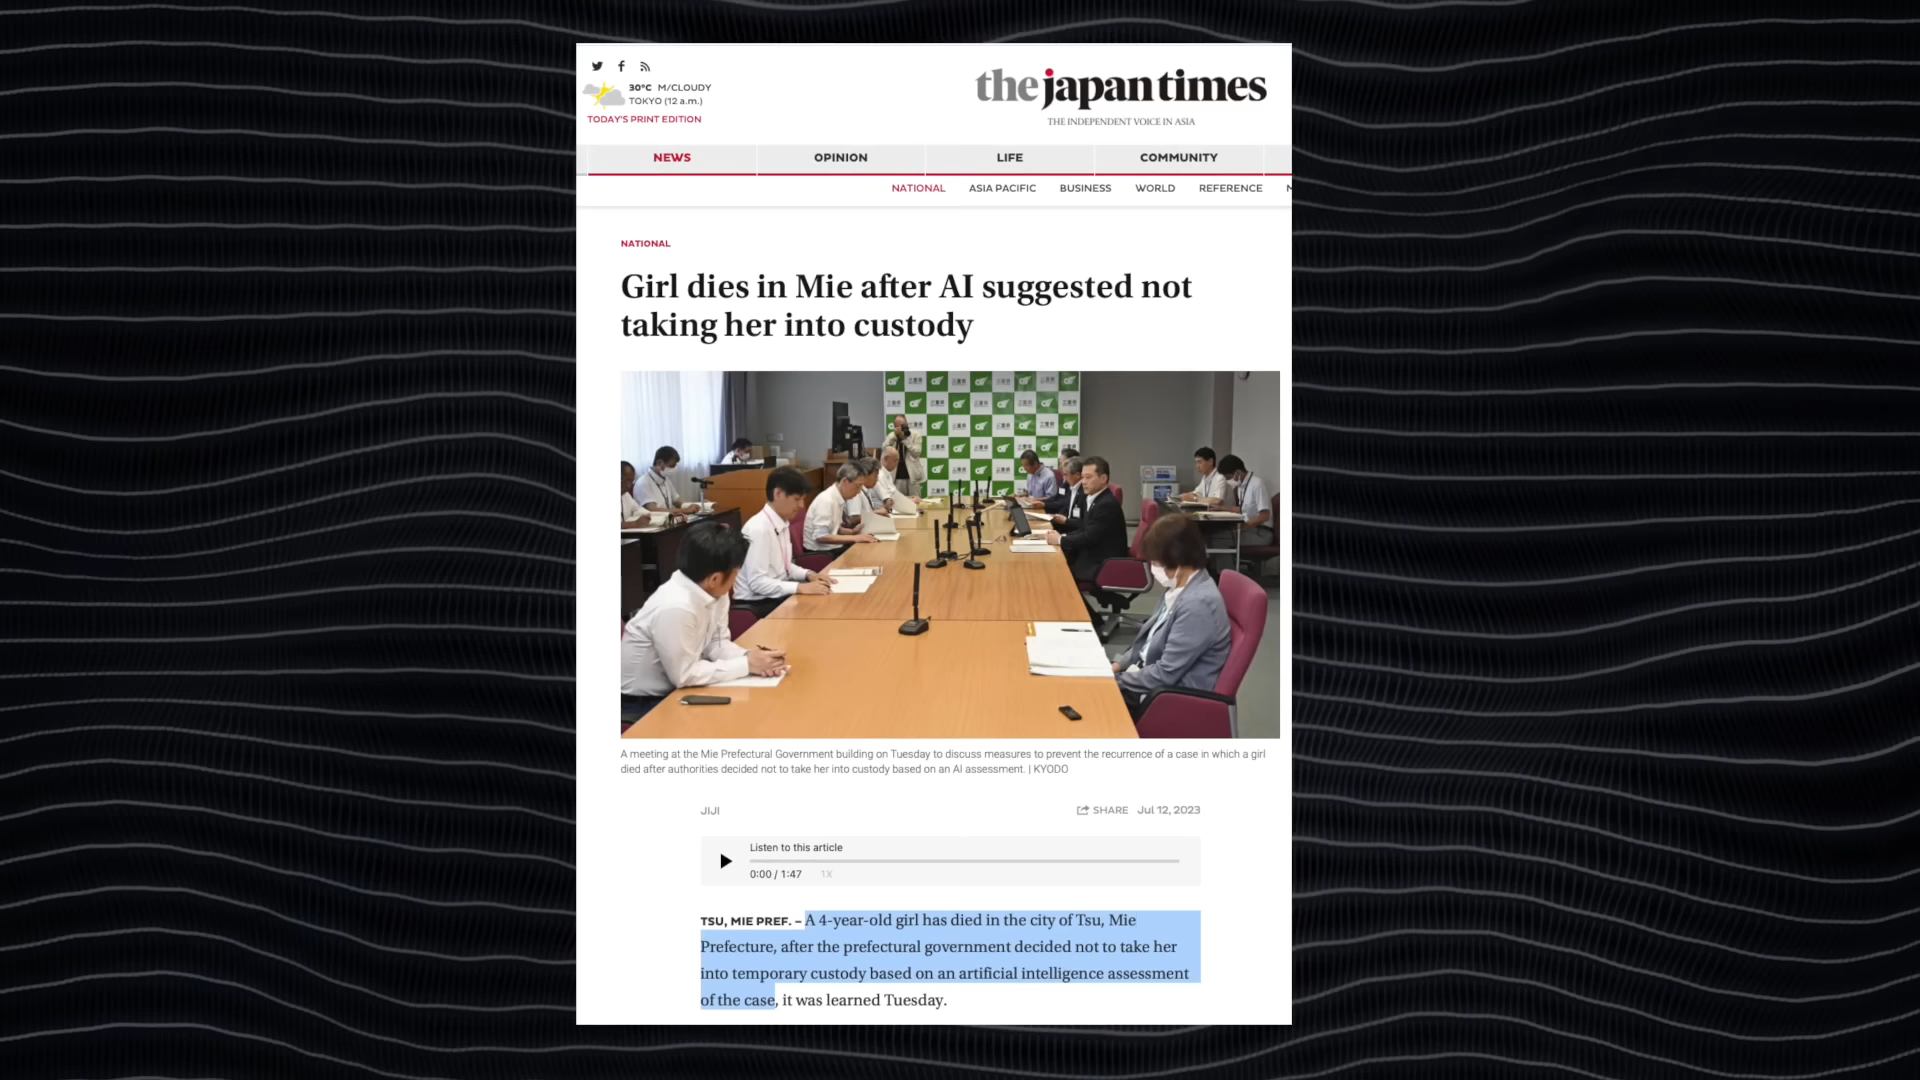 30°C M/CLOUDY
TOKYO (12 a.m.)
TODAY'S PRINT EDITION
the japan times
THE INDEPENDENT VOICE IN ASIA
NEWS OPINION LIFE COMMUNITY
NATIONAL ASIA PACIFIC BUSINESS WORLD REFERENCE
NATIONAL
Girl dies in Mie after AI suggested not
taking her into custody
A meeting at the Mie Prefectural Government building on Tuesday to discuss measures to prevent the recurrence of a case in which a girl
died after authorities decided not to take her into custody based on an AI assessment. | KYODO
JIJI SHARE Jul 12, 2023
Listen to this article
0:00 / 1:47 1X
TSU, MIE PREF. – A 4-year-old girl has died in the city of Tsu, Mie
Prefecture, after the prefectural government decided not to take her
into temporary custody based on an artificial intelligence assessment
of the case, it was learned Tuesday.